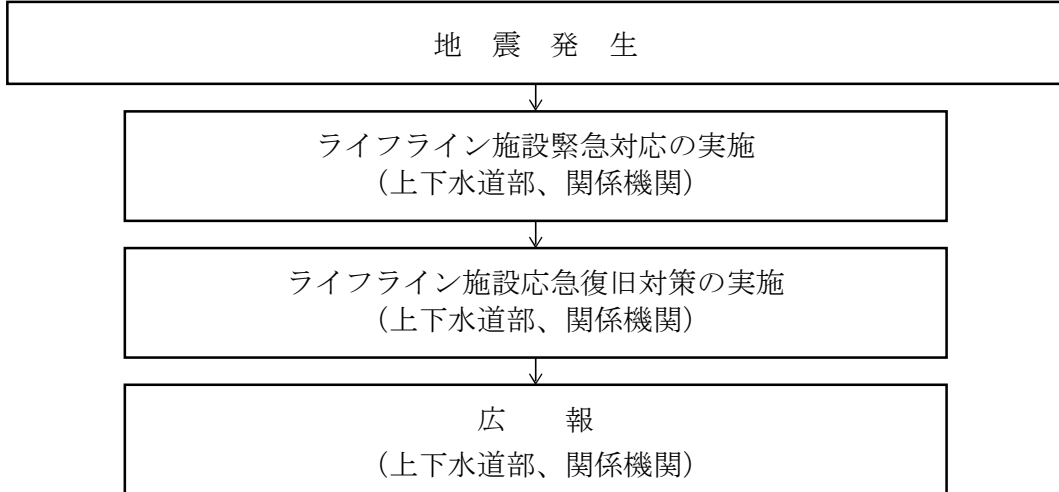 地　震　発　生
ライフライン施設緊急対応の実施
（上下水道部、関係機関）
ライフライン施設応急復旧対策の実施
（上下水道部、関係機関）
広　　報
（上下水道部、関係機関）